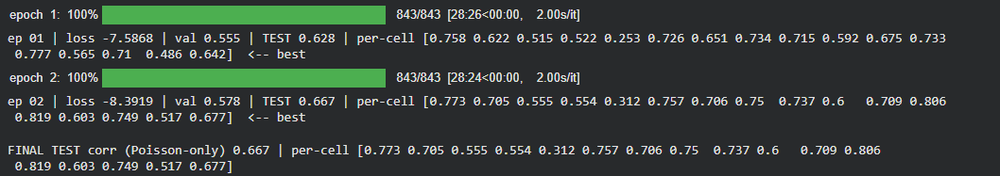 epoch 1: 100% 843/843 [28:26<00:00, 2.00s/it]
ep 01 | loss -7.5868 | val 0.555 | TEST 0.628 | per-cell [0.758 0.622 0.515 0.522 0.253 0.726 0.651 0.734 0.715 0.592 0.675 0.733
0.777 0.565 0.71  0.486 0.642]  <-- best
epoch 2: 100% 843/843 [28:24<00:00, 2.00s/it]
ep 02 | loss -8.3919 | val 0.578 | TEST 0.667 | per-cell [0.773 0.705 0.555 0.554 0.312 0.757 0.706 0.75  0.737 0.6   0.709 0.806
0.819 0.603 0.749 0.517 0.677]  <-- best
FINAL TEST corr (Poisson-only) 0.667 | per-cell [0.773 0.705 0.555 0.554 0.312 0.757 0.706 0.75  0.737 0.6   0.709 0.806
0.819 0.603 0.749 0.517 0.677]